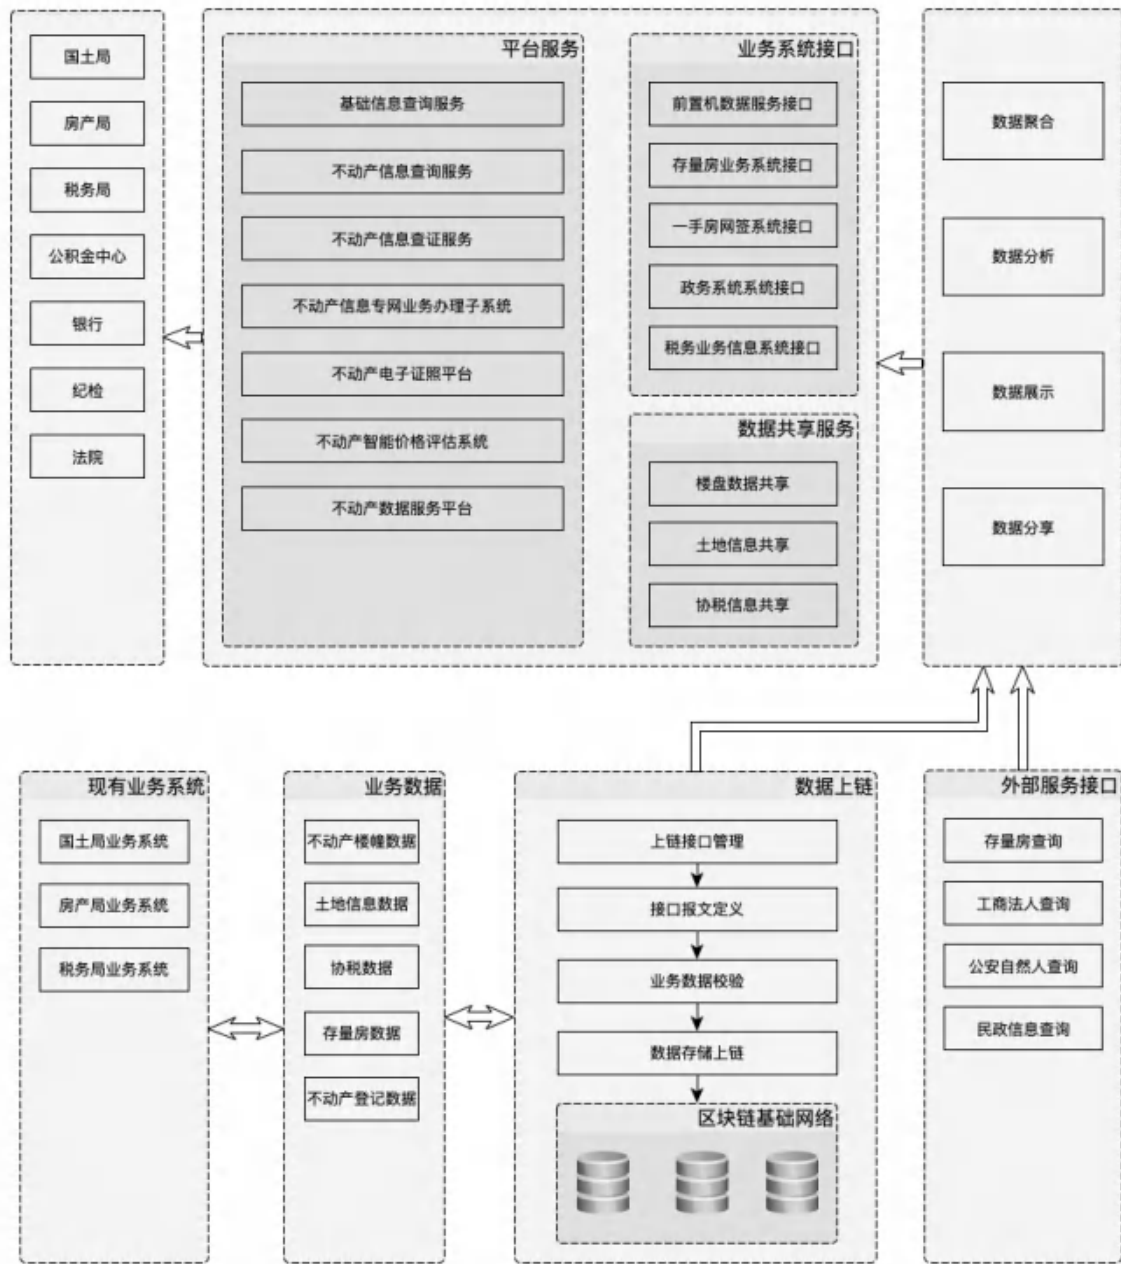 国土局
房产局
税务局
公积金中心
银行
纪检
法院
平台服务
基础信息查询服务
不动产信息查询服务
不动产信息查证服务
不动产信息专网业务办理子系统
不动产电子证照平台
不动产智能价格评估系统
不动产数据服务平台
业务系统接口
前置机数据服务接口
存量房业务系统接口
一手房网签系统接口
政务系统系统接口
税务业务信息系统接口
数据共享服务
楼盘数据共享
土地信息共享
协税信息共享
数据聚合
数据分析
数据展示
数据分享
现有业务系统
国土局业务系统
房产局业务系统
税务局业务系统
业务数据
不动产楼幢数据
土地信息数据
协税数据
存量房数据
不动产登记数据
数据上链
上链接口管理
接口报文定义
业务数据校验
数据存储上链
区块链基础网络
外部服务接口
存量房查询
工商法人查询
公安自然人查询
民政信息查询